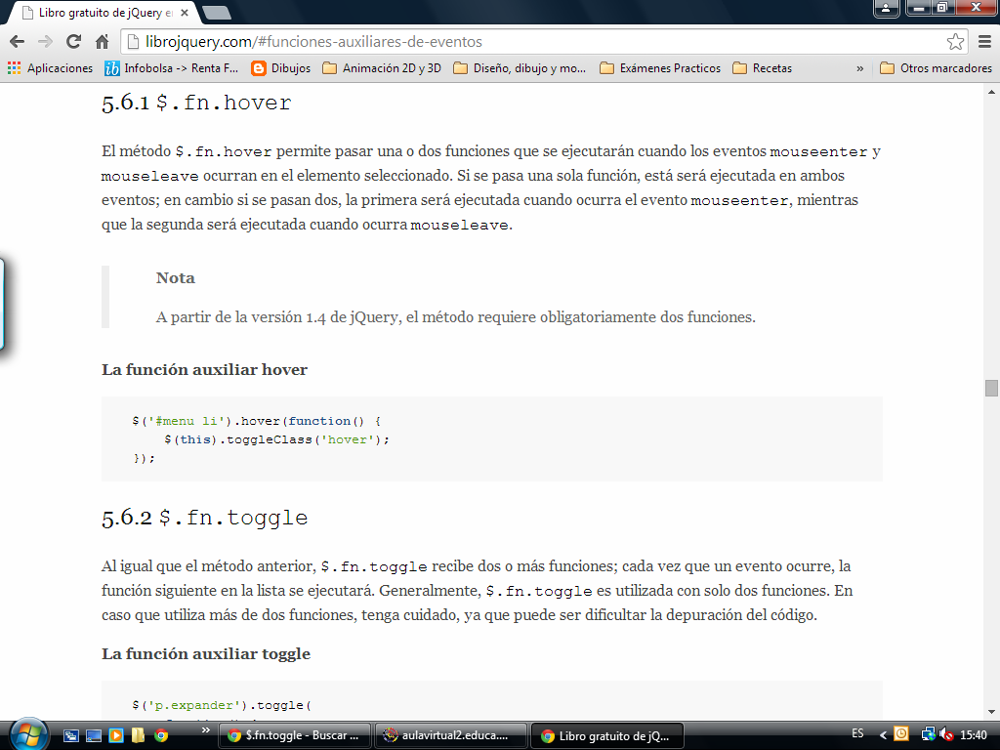 Libro gratuito de jQuery e
librojquery.com/#funciones-auxiliares-de-eventos
Aplicaciones
Infobolsa -> Renta F...
Dibujos
Animación 2D y 3D
Diseño, dibujo y mo...
Exámenes Practicos
Recetas
»
Otros marcadores
5.6.1 $.fn.hover
El método $.fn.hover permite pasar una o dos funciones que se ejecutarán cuando los eventos mouseenter y
mouseleave ocurran en el elemento seleccionado. Si se pasa una sola función, está será ejecutada en ambos
eventos; en cambio si se pasan dos, la primera será ejecutada cuando ocurra el evento mouseenter, mientras
que la segunda será ejecutada cuando ocurra mouseleave.
Nota
A partir de la versión 1.4 de jQuery, el método requiere obligatoriamente dos funciones.
La función auxiliar hover
$('#menu li').hover(function() {
$(this).toggleClass('hover');
});
5.6.2 $.fn.toggle
Al igual que el método anterior, $.fn.toggle recibe dos o más funciones; cada vez que un evento ocurre, la
función siguiente en la lista se ejecutará. Generalmente, $.fn.toggle es utilizada con solo dos funciones. En
caso que utiliza más de dos funciones, tenga cuidado, ya que puede ser dificultar la depuración del código.
La función auxiliar toggle
$('p.expander').toggle(
»
$.fn.toggle - Buscar ...
aulavirtual2.educa....
Libro gratuito de jQ...
ES
15:40